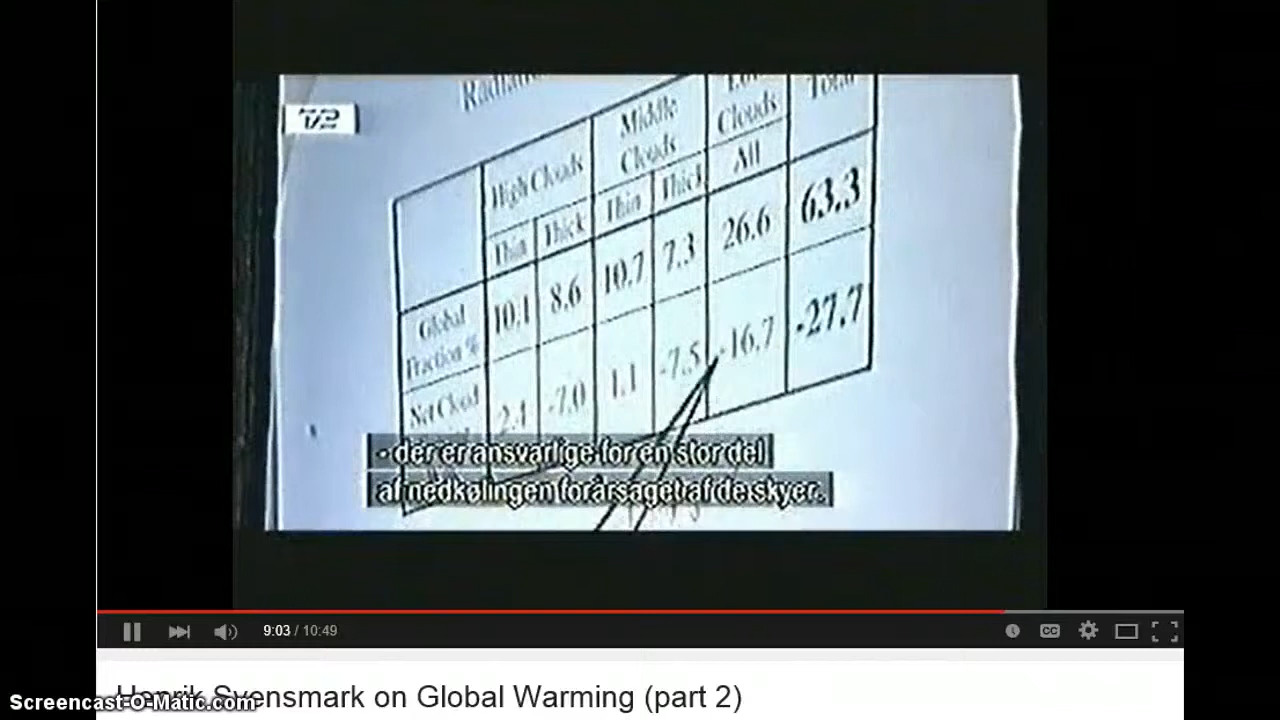 Radiati
TV2
High Clouds
Middle
Clouds
Low
Clouds
Total
Thin
Thick
Thin
Thick
All
Global
Fraction %
10.1
8.6
10.7
7.3
26.6
63.3
Net Cloud
2.4
-7.0
1.1
-7.5
-16.7
-27.7
- der er ansvarlige for en stor del
af nedkølingen forårsaget af de skyer.
9:03 / 10:49
CC
Henrik Svensmark on Global Warming (part 2)
Screencast-O-Matic.com